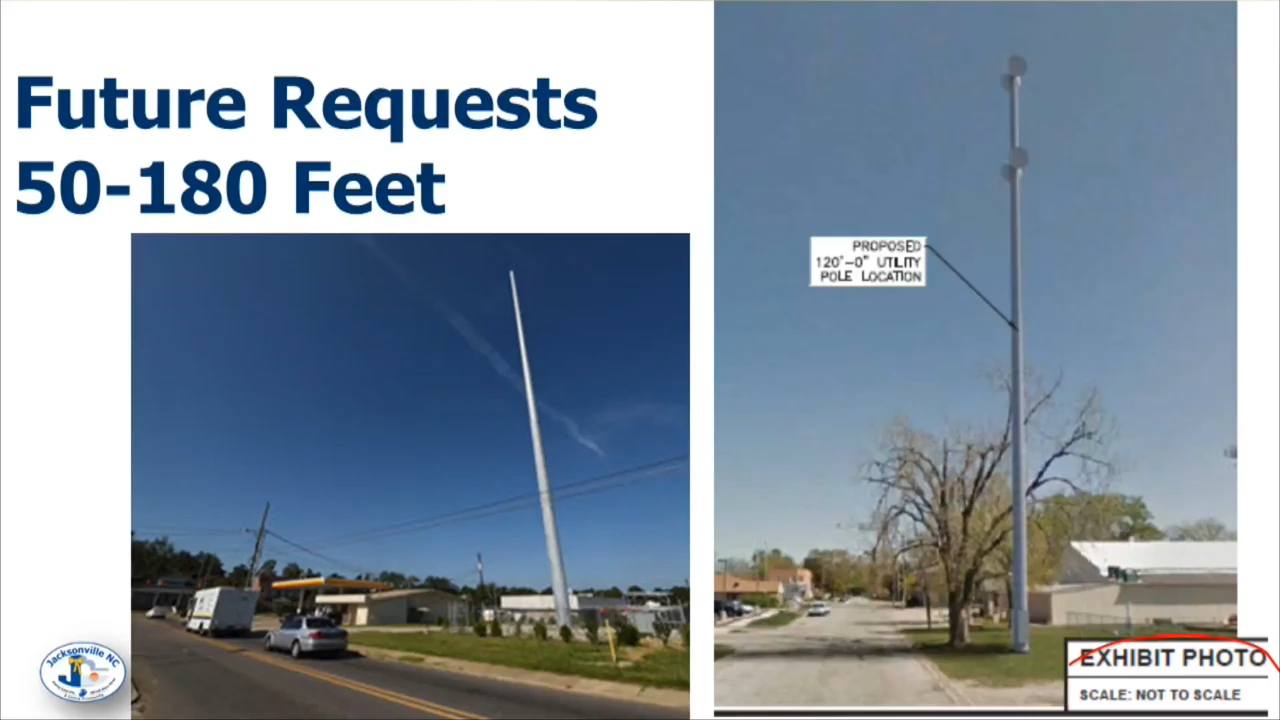 Future Requests
50-180 Feet
PROPOSED
120'-0" UTILITY
POLE LOCATION
Jacksonville NC
EXHIBIT PHOTO
SCALE: NOT TO SCALE